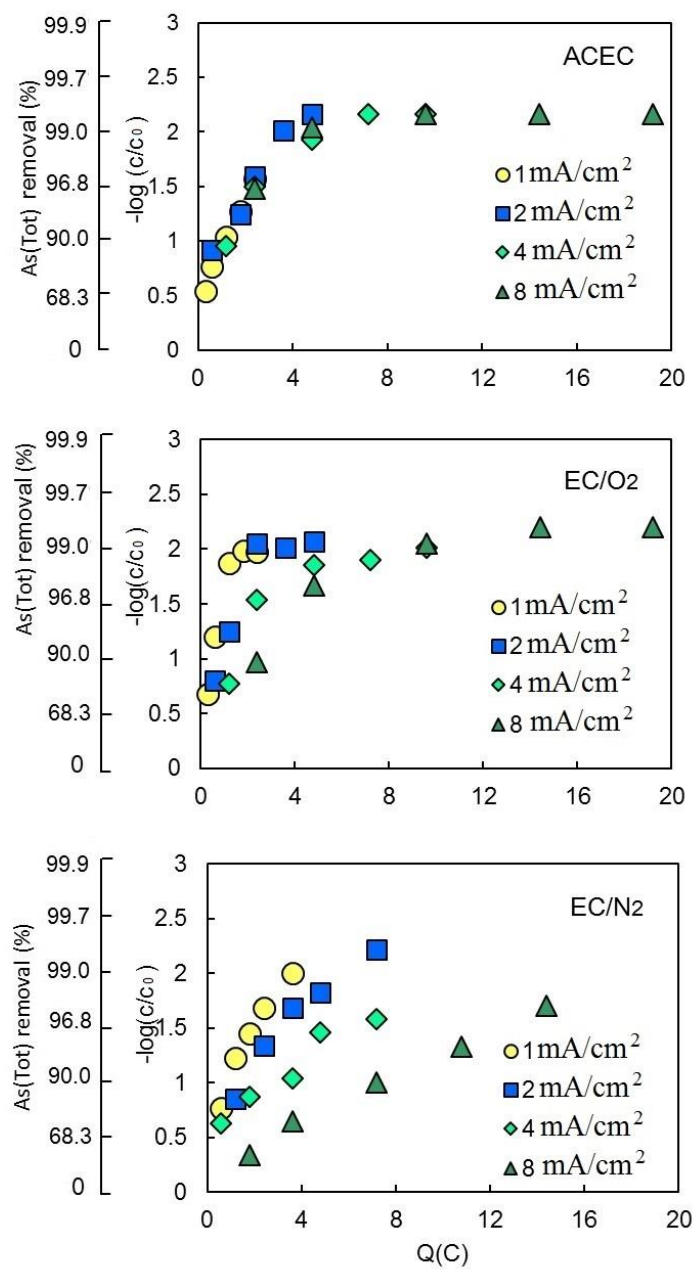 ACEC
As(Tot) removal (%)
99.9
99.7
99.0
96.8
90.0
68.3
0
-log (c/c0)
3
2.5
2
1.5
1
0.5
0
1mA/cm2
2 mA/cm2
4 mA/cm2
8 mA/cm2
0 4 8 12 16 20
EC/O2
As(Tot) removal (%)
99.9
99.7
99.0
96.8
90.0
68.3
0
-log(c/c0)
3
2.5
2
1.5
1
0.5
0
1mA/cm2
2 mA/cm2
4 mA/cm2
8 mA/cm2
0 4 8 12 16 20
EC/N2
As(Tot) removal (%)
99.9
99.7
99.0
96.8
90.0
68.3
0
-log(c/c0)
3
2.5
2
1.5
1
0.5
0
1mA/cm2
2 mA/cm2
4 mA/cm2
8 mA/cm2
0 4 8 12 16 20
Q(C)